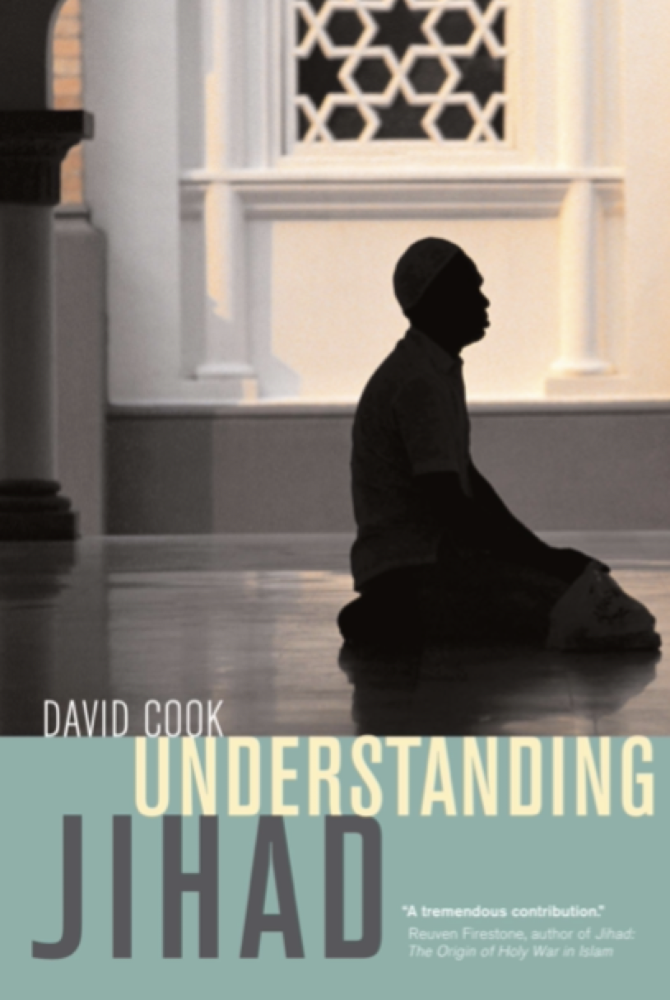 DAVID COOK
UNDERSTANDING
JIHAD
“A tremendous contribution.”
Reuven Firestone, author of Jihad:
The Origin of Holy War in Islam